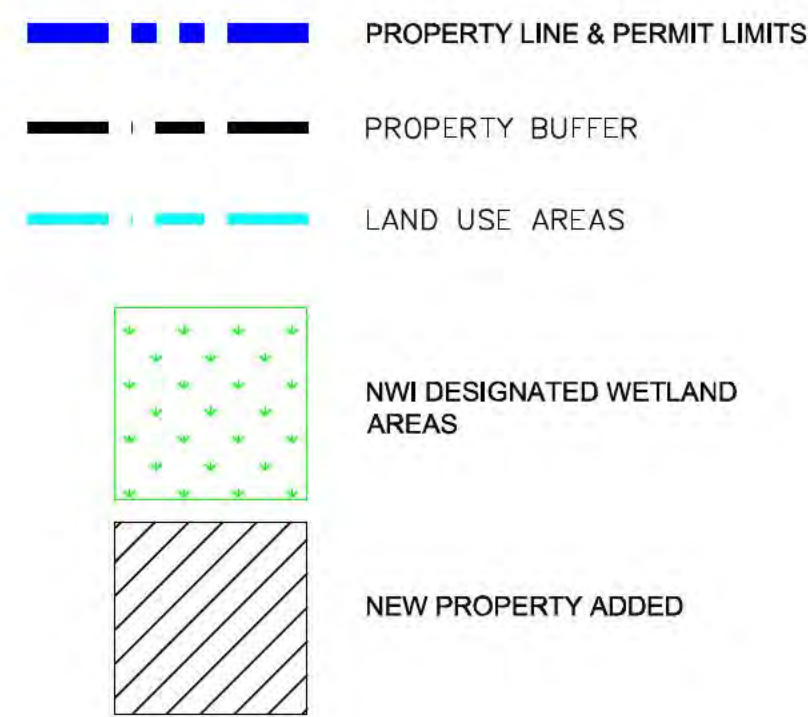 PROPERTY LINE & PERMIT LIMITS
PROPERTY BUFFER
LAND USE AREAS
NWI DESIGNATED WETLAND
AREAS
NEW PROPERTY ADDED